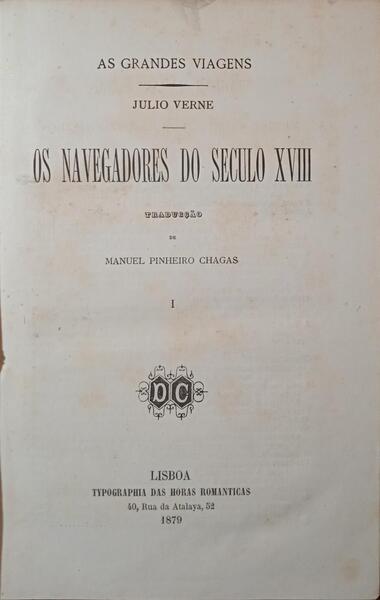 AS GRANDES VIAGENS
JULIO VERNE
OS NAVEGADORES DO SECULO XVIII
TRADUCÇÃO
DE
MANUEL PINHEIRO CHAGAS
I
DC
LISBOA
TYPOGRAPHIA DAS HORAS ROMANTICAS
40, Rua da Atalaya, 52
1879